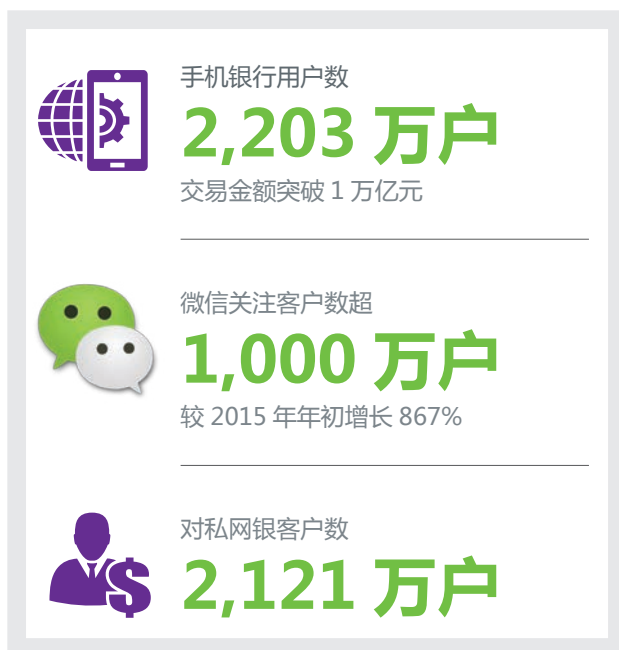 手机银行用户数
2,203 万户
交易金额突破 1 万亿元
微信关注客户数超
1,000 万户
较 2015 年年初增长 867%
对私网银客户数
2,121 万户